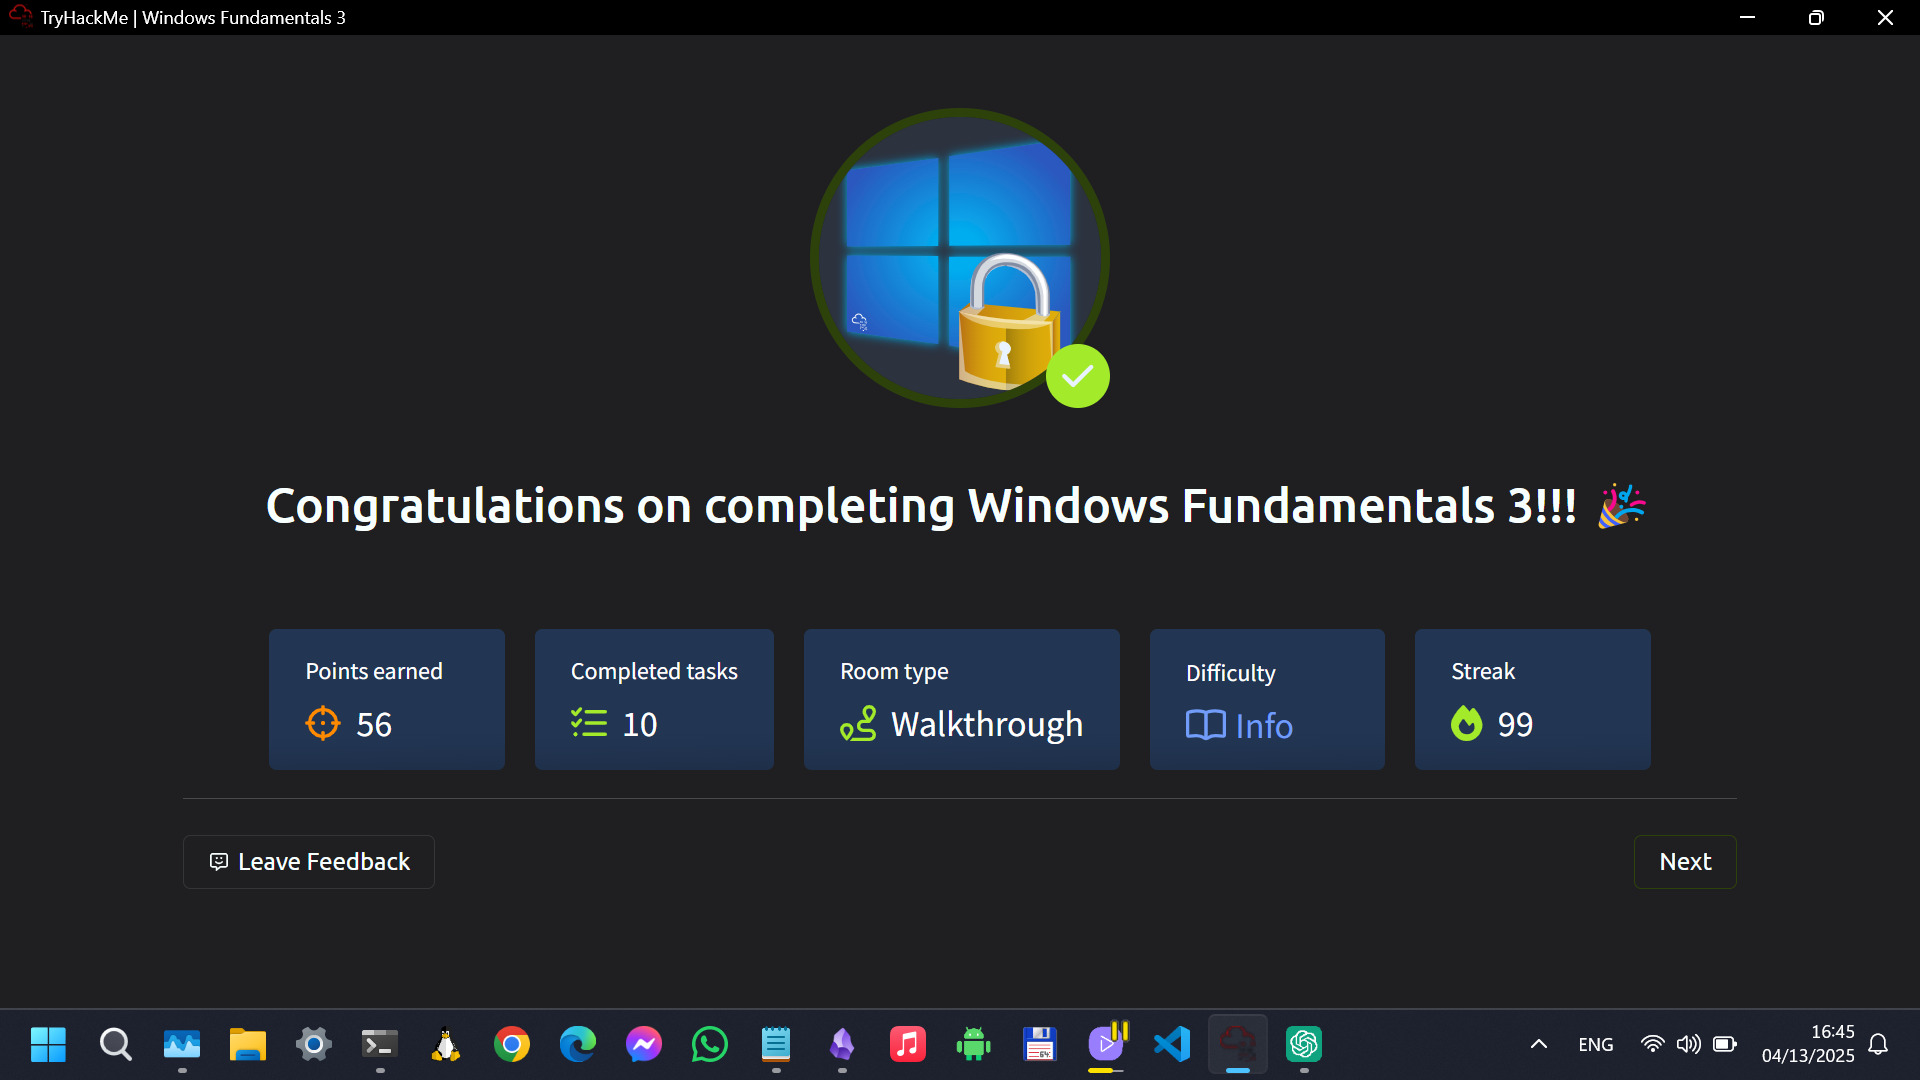 TryHackMe | Windows Fundamentals 3
Congratulations on completing Windows Fundamentals 3!!! 🎉
Points earned
56
Completed tasks
10
Room type
Walkthrough
Difficulty
Info
Streak
99
Leave Feedback
Next
64
ENG
16:45
04/13/2025